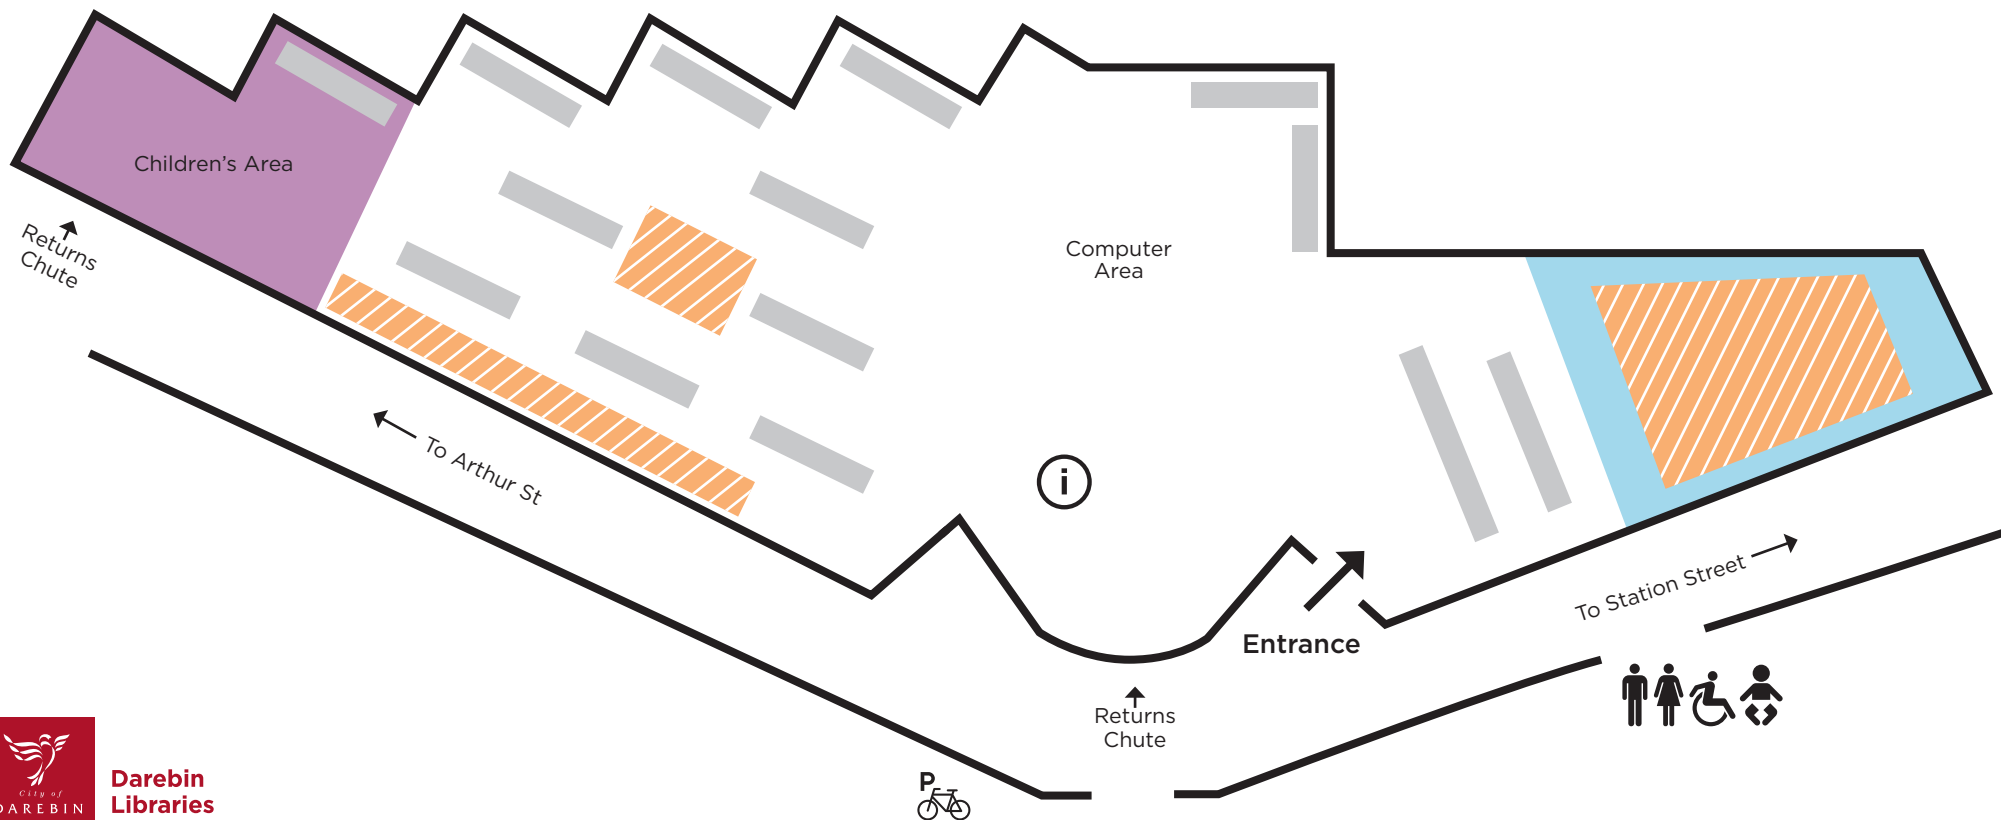 Children's Area
Returns
Chute
Computer
Area
To Arthur St
i
To Station Street
Entrance
Returns
Chute
P
City of
DAREBIN
Darebin
Libraries